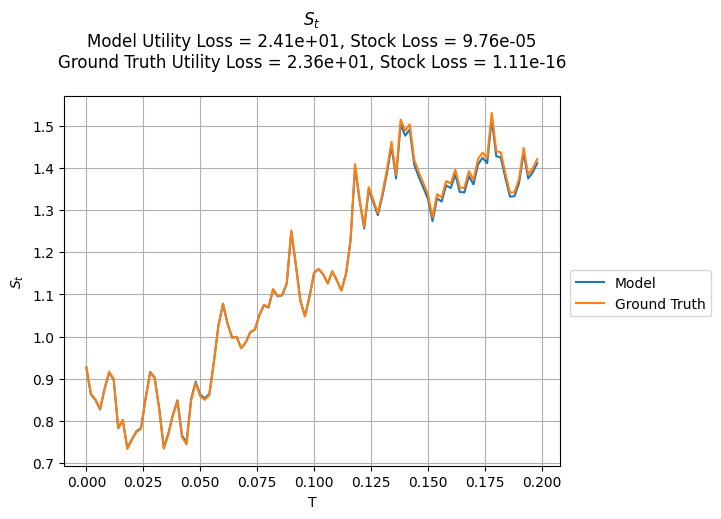 S_t
Model Utility Loss = 2.41e+01, Stock Loss = 9.76e-05
Ground Truth Utility Loss = 2.36e+01, Stock Loss = 1.11e-16
1.5
1.4
1.3
1.2
1.1
1.0
0.9
0.8
0.7
S_t
0.000 0.025 0.050 0.075 0.100 0.125 0.150 0.175 0.200
T
Model
Ground Truth